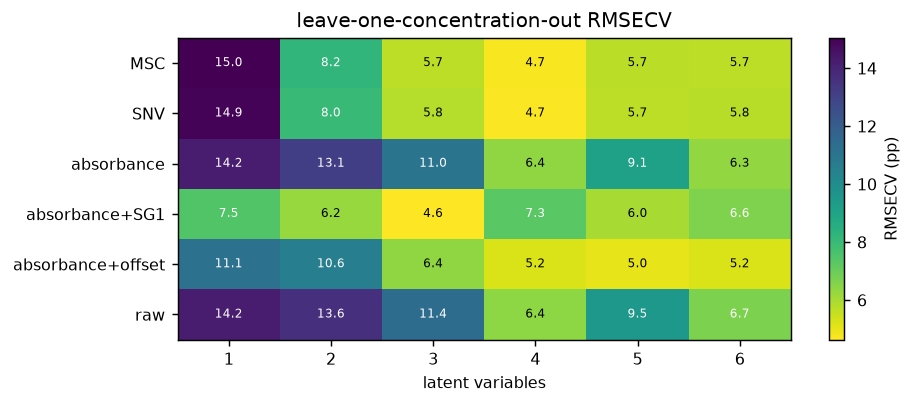 leave-one-concentration-out RMSECV
MSC 15.0 8.2 5.7 4.7 5.7 5.7
SNV 14.9 8.0 5.8 4.7 5.7 5.8
absorbance 14.2 13.1 11.0 6.4 9.1 6.3
absorbance+SG1 7.5 6.2 4.6 7.3 6.0 6.6
absorbance+offset 11.1 10.6 6.4 5.2 5.0 5.2
raw 14.2 13.6 11.4 6.4 9.5 6.7
1 2 3 4 5 6
latent variables
14
12
10
8
6
RMSECV (pp)